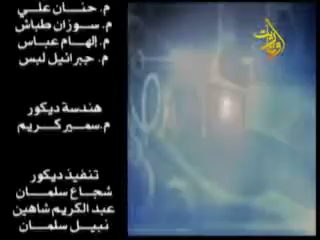 م. حنان علي
م. سوزان طباش
م. إلهام عباس
م. جبرائيل لبس
هندسة ديكور
م. سمير كريم
تنفيذ ديكور
شجاع سلمان
عبد الكريم شاهين
نبيل سلمان